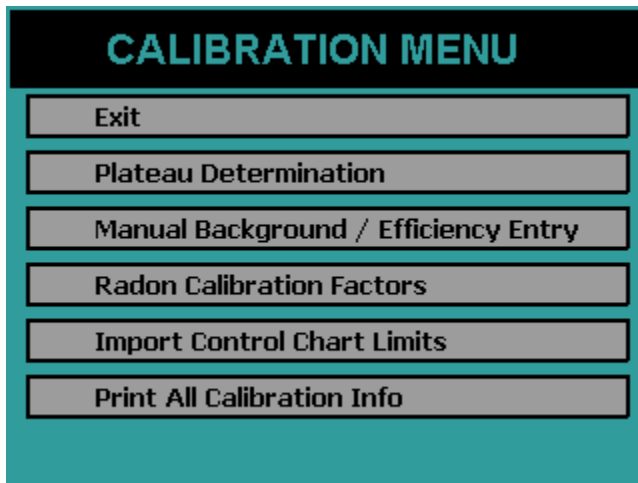 CALIBRATION MENU
Exit
Plateau Determination
Manual Background / Efficiency Entry
Radon Calibration Factors
Import Control Chart Limits
Print All Calibration Info